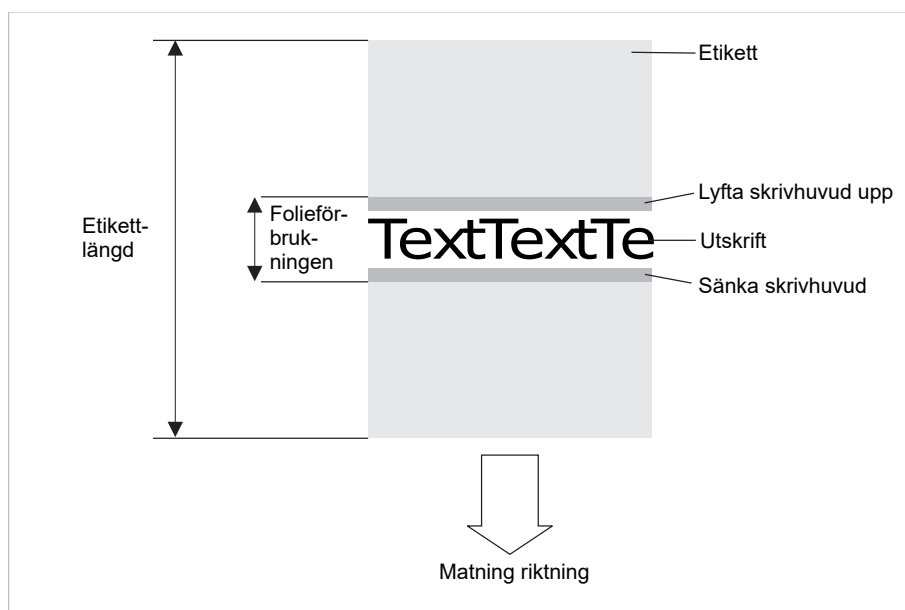 Etikett
Lyfta skrivhuvud upp
Etikett-
längd
Folieför-
bruk-
ningen
TextTextTe
Utskrift
Sänka skrivhuvud
Matning riktning